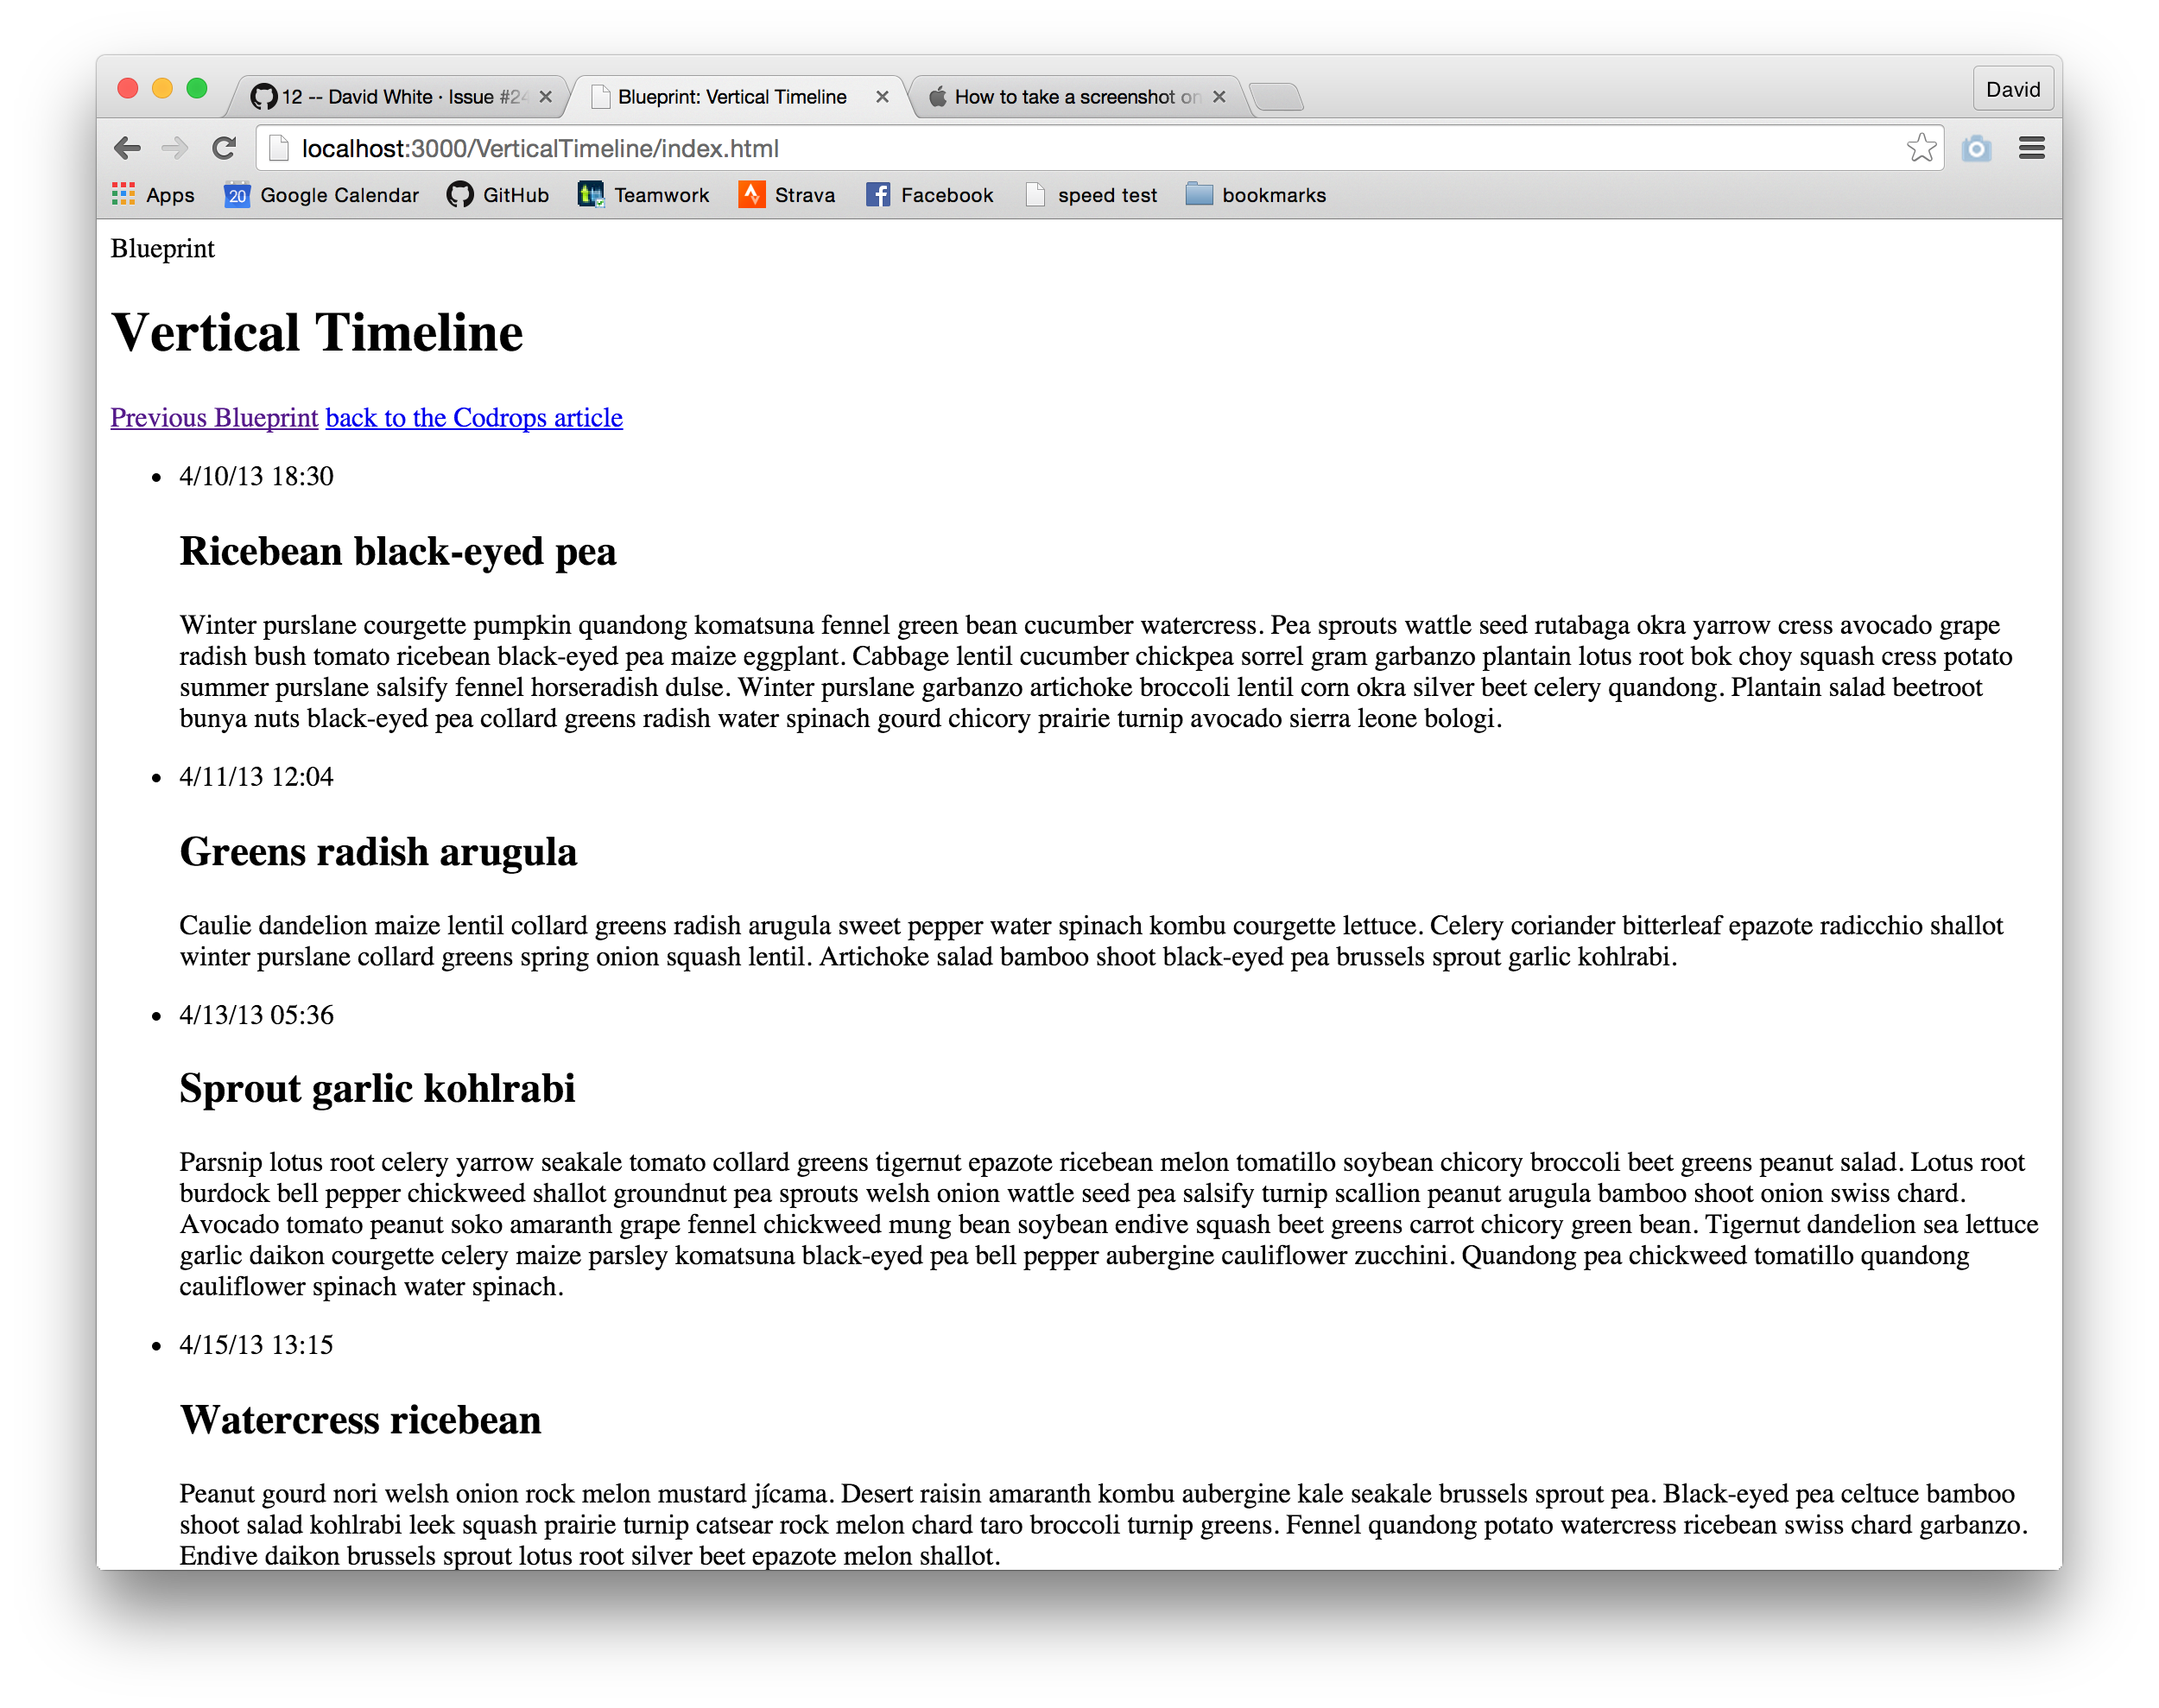 12 -- David White · Issue #24
Blueprint: Vertical Timeline
How to take a screenshot on
David
localhost:3000/VerticalTimeline/index.html
Apps
20
Google Calendar
GitHub
Teamwork
Strava
Facebook
speed test
bookmarks
Blueprint
Vertical Timeline
Previous Blueprint back to the Codrops article
• 4/10/13 18:30
Ricebean black-eyed pea
Winter purslane courgette pumpkin quandong komatsuna fennel green bean cucumber watercress. Pea sprouts wattle seed rutabaga okra yarrow cress avocado grape
radish bush tomato ricebean black-eyed pea maize eggplant. Cabbage lentil cucumber chickpea sorrel gram garbanzo plantain lotus root bok choy squash cress potato
summer purslane salsify fennel horseradish dulse. Winter purslane garbanzo artichoke broccoli lentil corn okra silver beet celery quandong. Plantain salad beetroot
bunya nuts black-eyed pea collard greens radish water spinach gourd chicory prairie turnip avocado sierra leone bologi.
• 4/11/13 12:04
Greens radish arugula
Caulie dandelion maize lentil collard greens radish arugula sweet pepper water spinach kombu courgette lettuce. Celery coriander bitterleaf epazote radicchio shallot
winter purslane collard greens spring onion squash lentil. Artichoke salad bamboo shoot black-eyed pea brussels sprout garlic kohlrabi.
• 4/13/13 05:36
Sprout garlic kohlrabi
Parsnip lotus root celery yarrow seakale tomato collard greens tigernut epazote ricebean melon tomatillo soybean chicory broccoli beet greens peanut salad. Lotus root
burdock bell pepper chickweed shallot groundnut pea sprouts welsh onion wattle seed pea salsify turnip scallion peanut arugula bamboo shoot onion swiss chard.
Avocado tomato peanut soko amaranth grape fennel chickweed mung bean soybean endive squash beet greens carrot chicory green bean. Tigernut dandelion sea lettuce
garlic daikon courgette celery maize parsley komatsuna black-eyed pea bell pepper aubergine cauliflower zucchini. Quandong pea chickweed tomatillo quandong
cauliflower spinach water spinach.
• 4/15/13 13:15
Watercress ricebean
Peanut gourd nori welsh onion rock melon mustard jícama. Desert raisin amaranth kombu aubergine kale seakale brussels sprout pea. Black-eyed pea celtuce bamboo
shoot salad kohlrabi leek squash prairie turnip catsear rock melon chard taro broccoli turnip greens. Fennel quandong potato watercress ricebean swiss chard garbanzo.
Endive daikon brussels sprout lotus root silver beet epazote melon shallot.